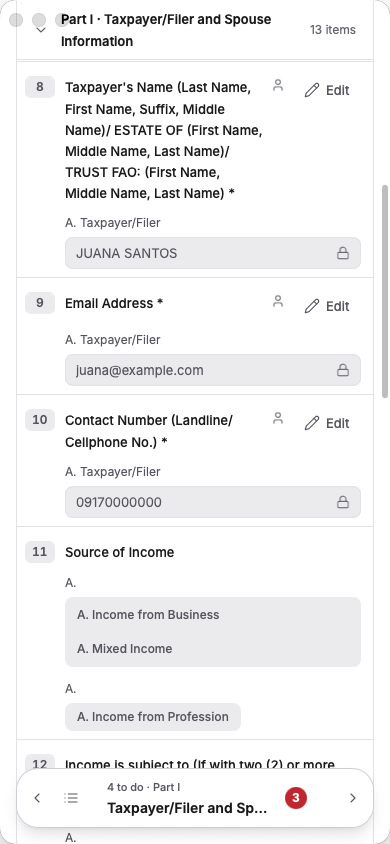 Part I · Taxpayer/Filer and Spouse
Information
13 items
8
Taxpayer's Name (Last Name,
First Name, Suffix, Middle
Name)/ ESTATE OF (First Name,
Middle Name, Last Name)/
TRUST FAO: (First Name,
Middle Name, Last Name) *
Edit
A. Taxpayer/Filer
JUANA SANTOS
9
Email Address *
Edit
A. Taxpayer/Filer
juana@example.com
10
Contact Number (Landline/
Cellphone No.) *
Edit
A. Taxpayer/Filer
09170000000
11
Source of Income
A.
A. Income from Business
A. Mixed Income
A.
A. Income from Profession
12
Income is subject to (If with two (2) or more
4 to do · Part I
Taxpayer/Filer and Sp...
3
A.